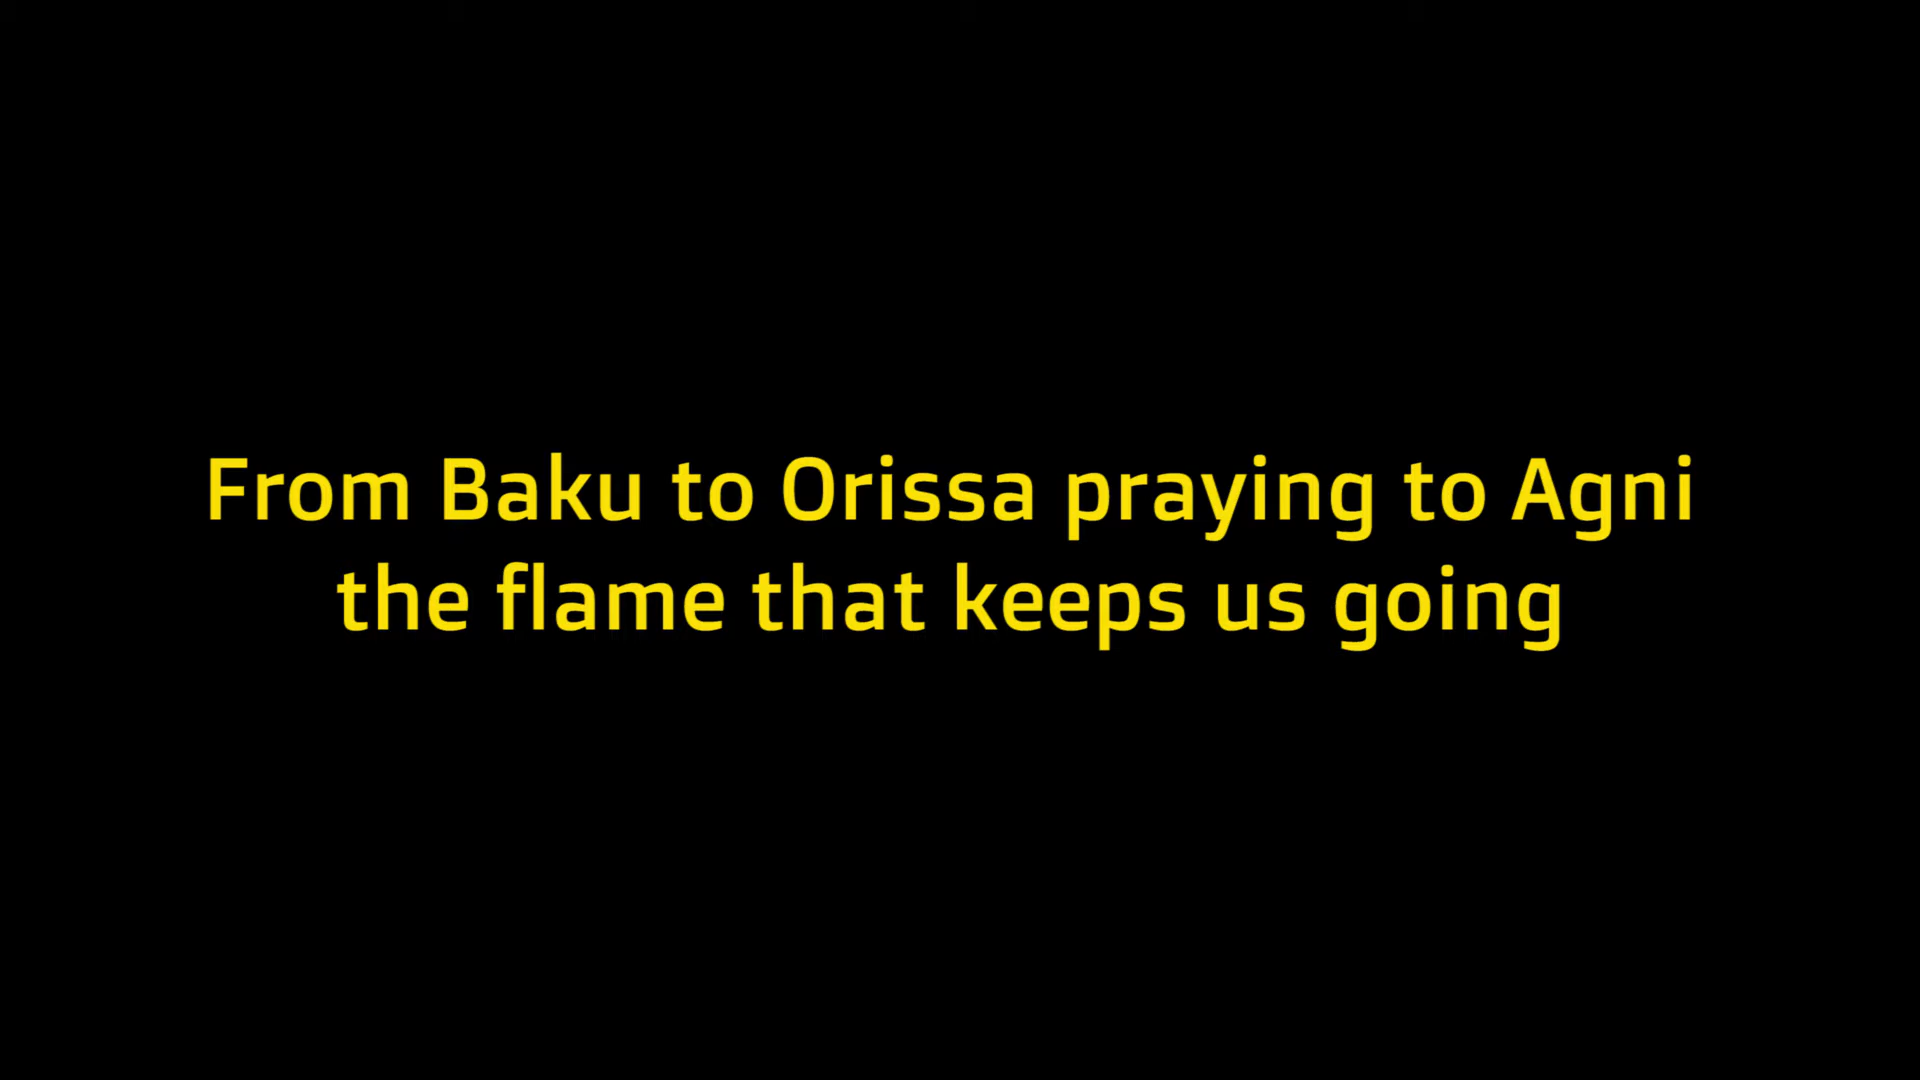 From Baku to Orissa praying to Agni
the flame that keeps us going